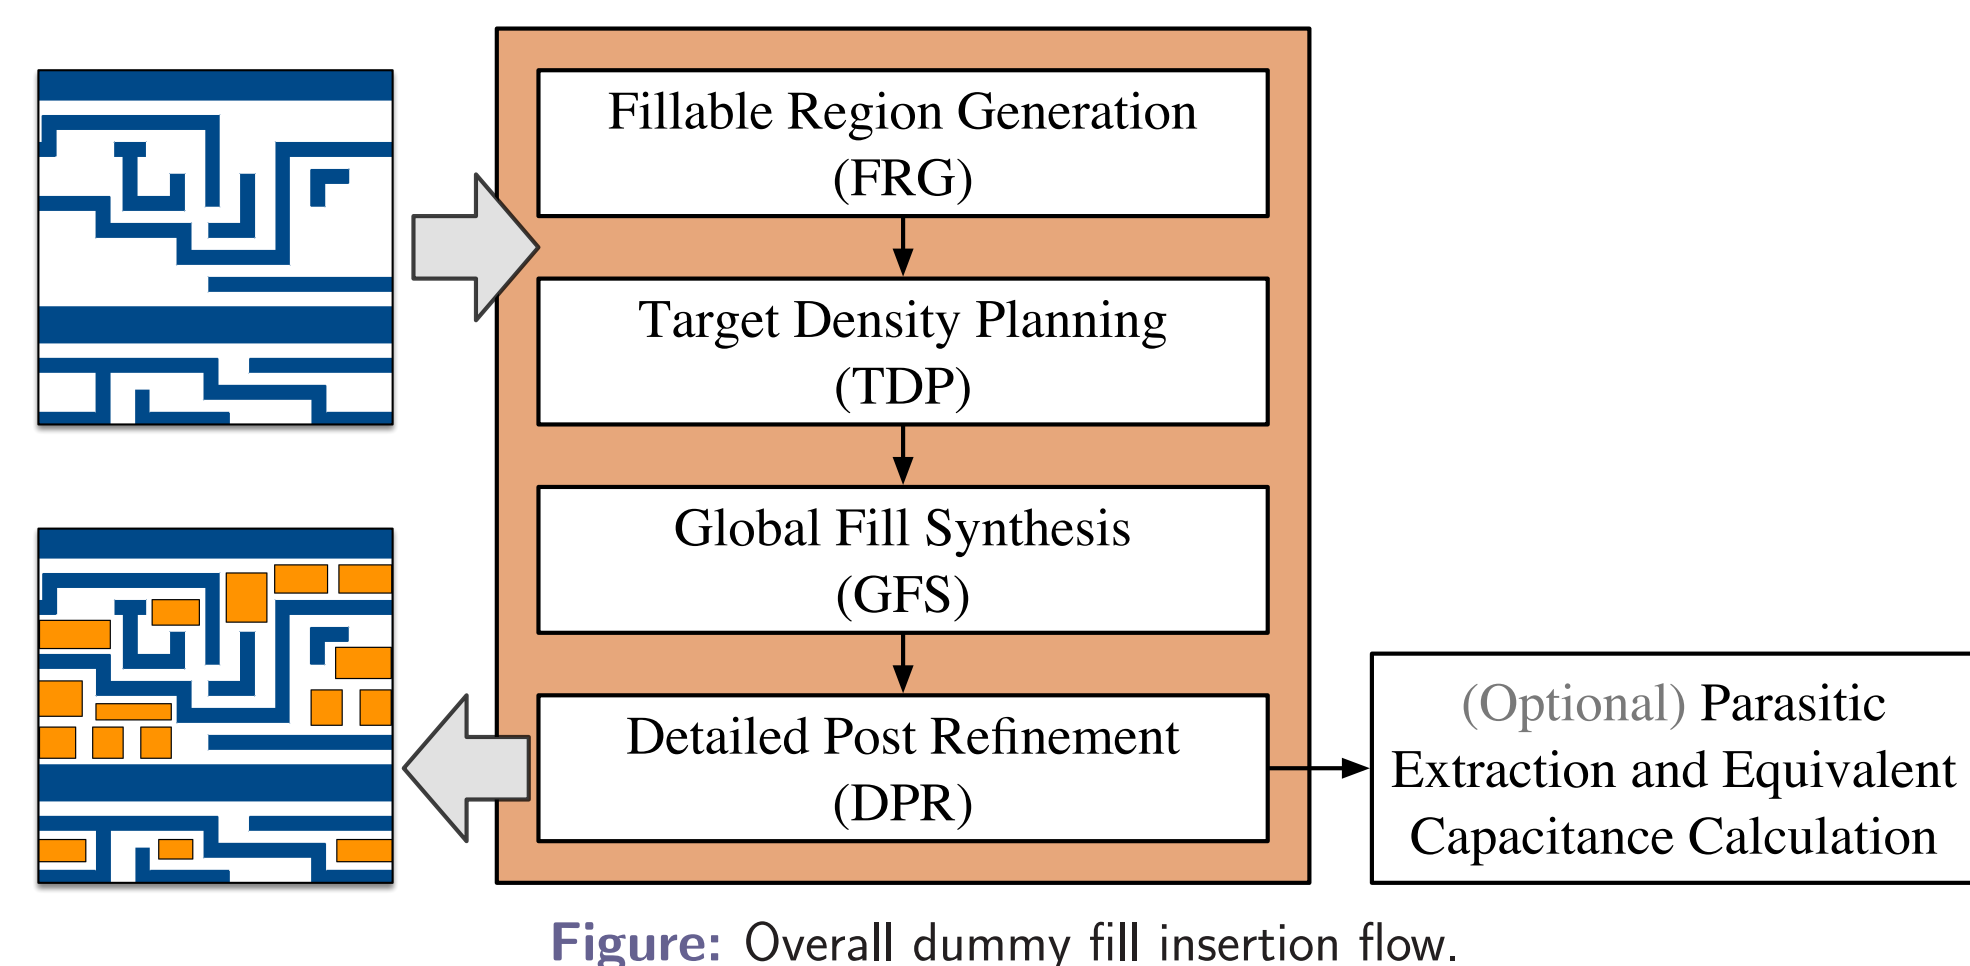 Fillable Region Generation
(FRG)
Target Density Planning
(TDP)
Global Fill Synthesis
(GFS)
Detailed Post Refinement
(DPR)
(Optional) Parasitic
Extraction and Equivalent
Capacitance Calculation
Figure: Overall dummy fill insertion flow.